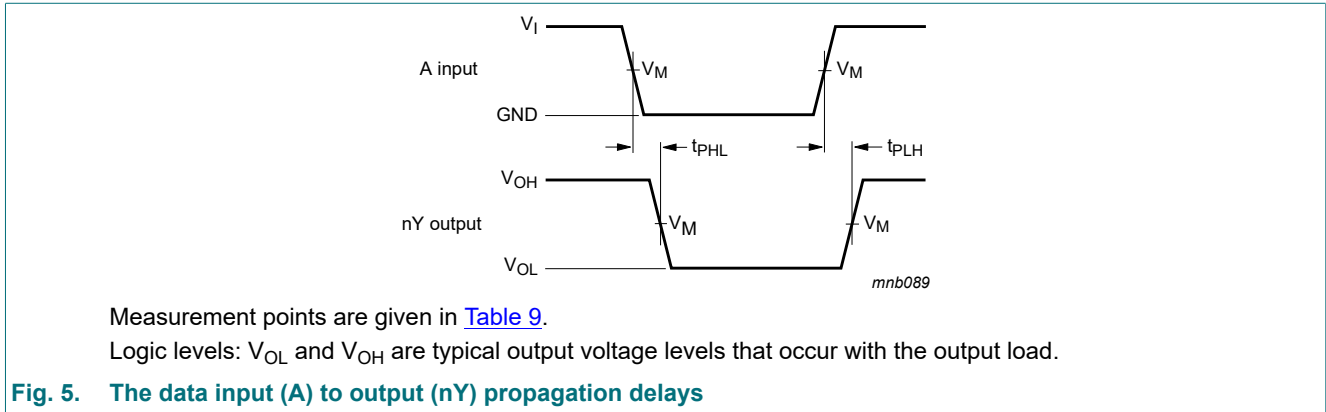 V_I
A input
V_M
V_M
GND
t_PHL
t_PLH
V_OH
nY output
V_M
V_M
V_OL
mnb089
Measurement points are given in Table 9.
Logic levels: V_OL and V_OH are typical output voltage levels that occur with the output load.
Fig. 5. The data input (A) to output (nY) propagation delays